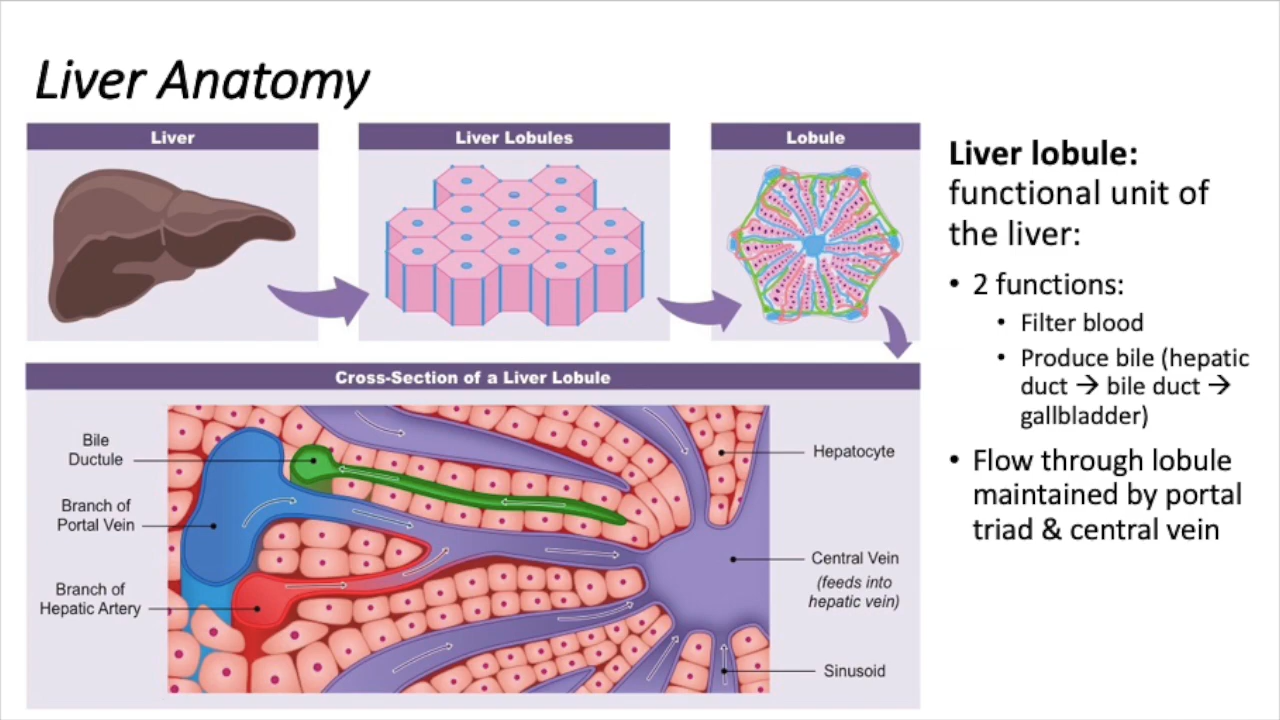 Liver Anatomy
Liver
Liver Lobules
Lobule
Cross-Section of a Liver Lobule
Bile
Ductule
Branch of
Portal Vein
Branch of
Hepatic Artery
Hepatocyte
Central Vein
(feeds into
hepatic vein)
Sinusoid
Liver lobule:
functional unit of
the liver:
• 2 functions:
• Filter blood
• Produce bile (hepatic
duct → bile duct →
gallbladder)
• Flow through lobule
maintained by portal
triad & central vein